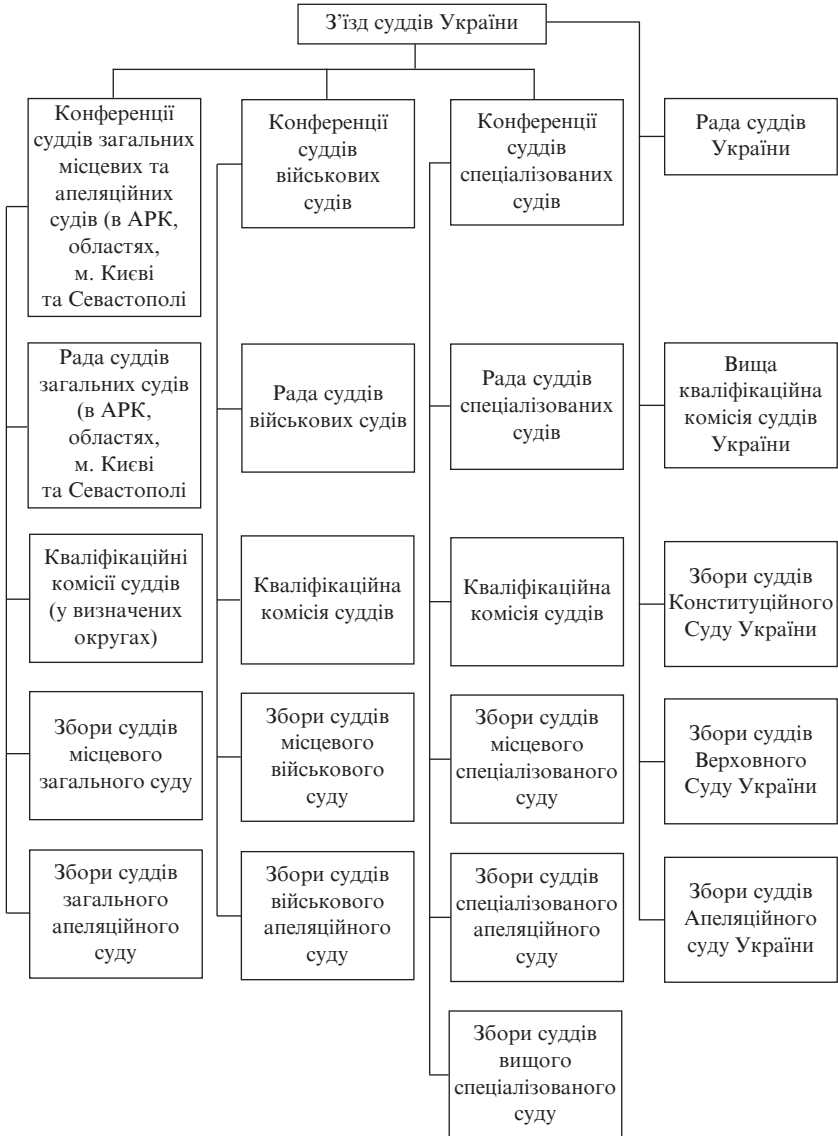 З'їзд суддів України
Конференції
суддів загальних
місцевих та
апеляційних
судів (в АРК,
областях,
м. Києві
та Севастополі
Конференції
суддів
військових
судів
Конференції
суддів
спеціалізованих
судів
Рада суддів
України
Рада суддів
загальних судів
(в АРК,
областях,
м. Києві
та Севастополі
Рада суддів
військових судів
Рада суддів
спеціалізованих
судів
Вища
кваліфікаційна
комісія суддів
України
Кваліфікаційні
комісії суддів
(у визначених
округах)
Кваліфікаційна
комісія суддів
Кваліфікаційна
комісія суддів
Збори суддів
Конституційного
Суду України
Збори суддів
місцевого
загального суду
Збори суддів
місцевого
військового
суду
Збори суддів
місцевого
спеціалізованого
суду
Збори суддів
Верховного
Суду України
Збори суддів
загального
апеляційного
суду
Збори суддів
військового
апеляційного
суду
Збори суддів
спеціалізованого
апеляційного
суду
Збори суддів
Апеляційного
суду України
Збори суддів
вищого
спеціалізованого
суду